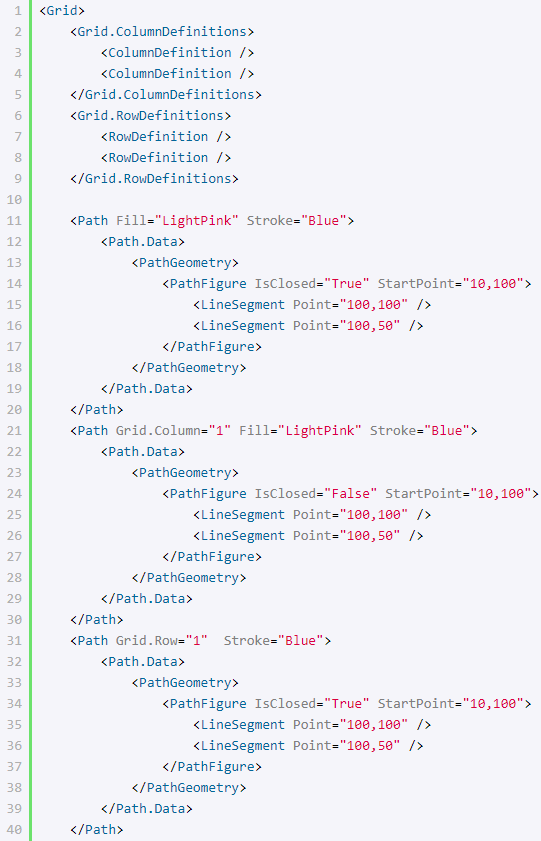 1 <Grid>
2     <Grid.ColumnDefinitions>
3         <ColumnDefinition />
4         <ColumnDefinition />
5     </Grid.ColumnDefinitions>
6     <Grid.RowDefinitions>
7         <RowDefinition />
8         <RowDefinition />
9     </Grid.RowDefinitions>
10
11     <Path Fill="LightPink" Stroke="Blue">
12         <Path.Data>
13             <PathGeometry>
14                 <PathFigure IsClosed="True" StartPoint="10,100">
15                     <LineSegment Point="100,100" />
16                     <LineSegment Point="100,50" />
17                 </PathFigure>
18             </PathGeometry>
19         </Path.Data>
20     </Path>
21     <Path Grid.Column="1" Fill="LightPink" Stroke="Blue">
22         <Path.Data>
23             <PathGeometry>
24                 <PathFigure IsClosed="False" StartPoint="10,100">
25                     <LineSegment Point="100,100" />
26                     <LineSegment Point="100,50" />
27                 </PathFigure>
28             </PathGeometry>
29         </Path.Data>
30     </Path>
31     <Path Grid.Row="1"  Stroke="Blue">
32         <Path.Data>
33             <PathGeometry>
34                 <PathFigure IsClosed="True" StartPoint="10,100">
35                     <LineSegment Point="100,100" />
36                     <LineSegment Point="100,50" />
37                 </PathFigure>
38             </PathGeometry>
39         </Path.Data>
40     </Path>